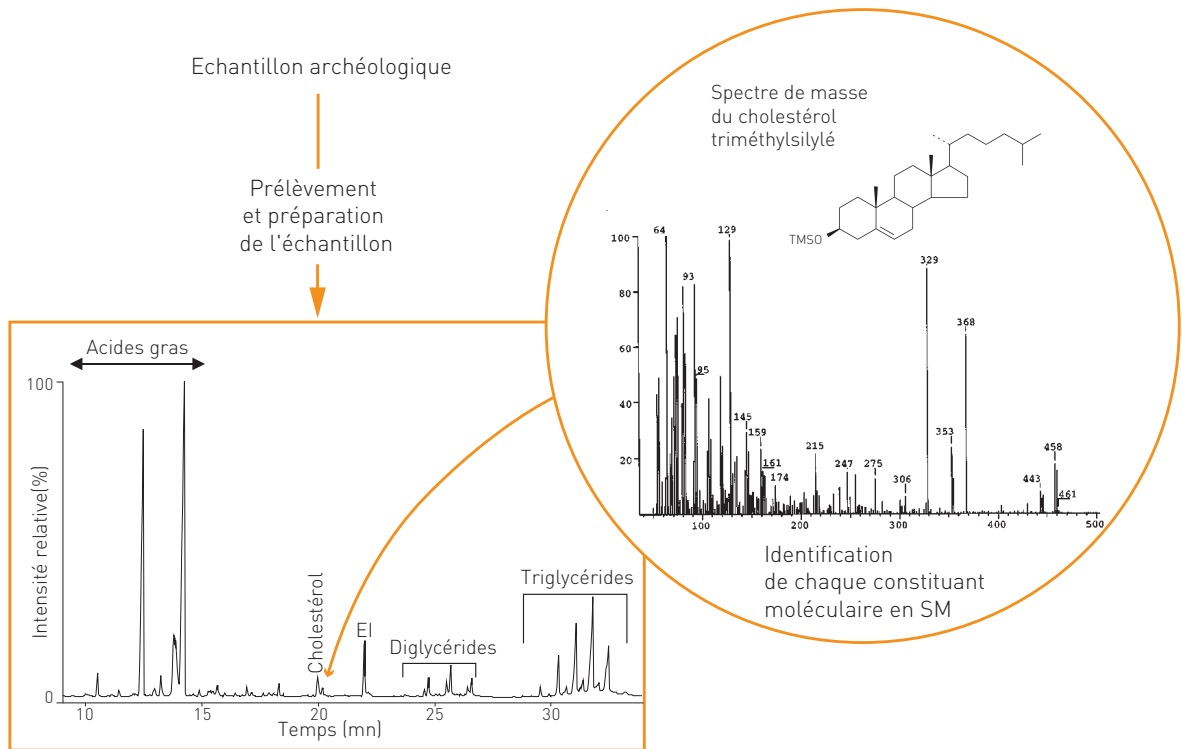 Echantillon archéologique
Prélèvement
et préparation
de l'échantillon
Spectre de masse
du cholestérol
triméthylsilylé
TMSO
100
80
60
40
20
64
93
95
129
145
159
161
174
215
247
275
306
329
353
368
443
458
461
100
200
300
400
500
Identification
de chaque constituant
moléculaire en SM
Acides gras
100
0
Intensité relative(%)
Cholestérol
EI
Diglycérides
Triglycérides
10
15
20
25
30
Temps (mn)